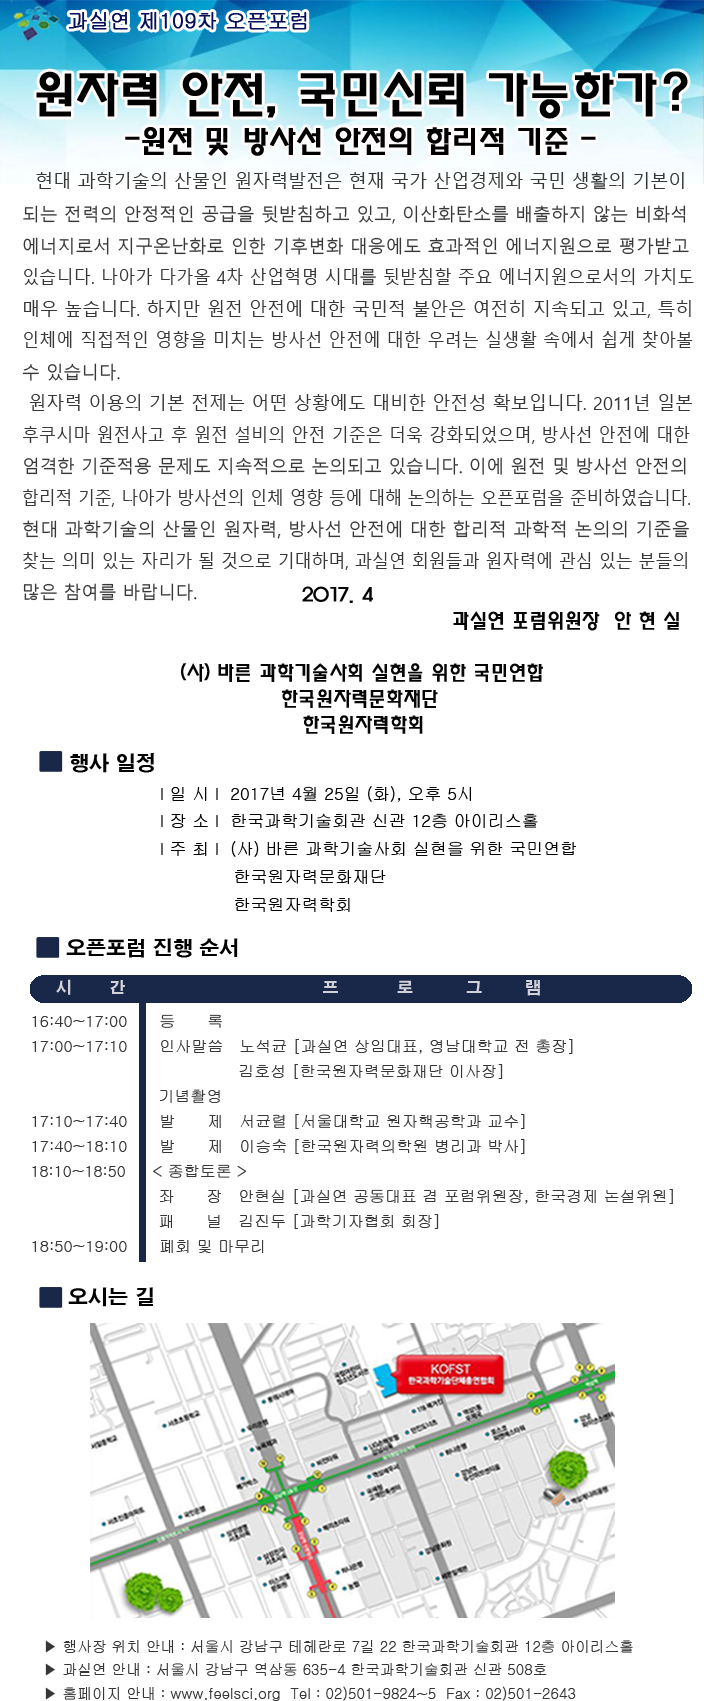 과실연 제109차 오픈포럼
원자력 안전, 국민신뢰 가능한가?
-원전 및 방사선 안전의 합리적 기준 -
현대 과학기술의 산물인 원자력발전은 현재 국가 산업경제와 국민 생활의 기본이
되는 전력의 안정적인 공급을 뒷받침하고 있고, 이산화탄소를 배출하지 않는 비화석
에너지로서 지구온난화로 인한 기후변화 대응에도 효과적인 에너지원으로 평가받고
있습니다. 나아가 다가올 4차 산업혁명 시대를 뒷받침할 주요 에너지원으로서의 가치도
매우 높습니다. 하지만 원전 안전에 대한 국민적 불안은 여전히 지속되고 있고, 특히
인체에 직접적인 영향을 미치는 방사선 안전에 대한 우려는 실생활 속에서 쉽게 찾아볼
수 있습니다.
원자력 이용의 기본 전제는 어떤 상황에도 대비한 안전성 확보입니다. 2011년 일본
후쿠시마 원전사고 후 원전 설비의 안전 기준은 더욱 강화되었으며, 방사선 안전에 대한
엄격한 기준적용 문제도 지속적으로 논의되고 있습니다. 이에 원전 및 방사선 안전의
합리적 기준, 나아가 방사선의 인체 영향 등에 대해 논의하는 오픈포럼을 준비하였습니다.
현대 과학기술의 산물인 원자력, 방사선 안전에 대한 합리적 과학적 논의의 기준을
찾는 의미 있는 자리가 될 것으로 기대하며, 과실연 회원들과 원자력에 관심 있는 분들의
많은 참여를 바랍니다.
2017. 4
과실연 포럼위원장 안 현 실
(사) 바른 과학기술사회 실현을 위한 국민연합
한국원자력문화재단
한국원자력학회
행사 일정
| 일 시 | 2017년 4월 25일 (화), 오후 5시
| 장 소 | 한국과학기술회관 신관 12층 아이리스홀
| 주 최 | (사) 바른 과학기술사회 실현을 위한 국민연합
한국원자력문화재단
한국원자력학회
오픈포럼 진행 순서
시 간 프 로 그 램
16:40~17:00 등 록
17:00~17:10 인사말씀 노석균 [과실연 상임대표, 영남대학교 전 총장]
김호성 [한국원자력문화재단 이사장]
기념촬영
17:10~17:40 발 제 서균렬 [서울대학교 원자핵공학과 교수]
17:40~18:10 발 제 이승숙 [한국원자력의학원 병리과 박사]
18:10~18:50 < 종합토론 >
좌 장 안현실 [과실연 공동대표 겸 포럼위원장, 한국경제 논설위원]
패 널 김진두 [과학기자협회 회장]
18:50~19:00 폐회 및 마무리
오시는 길
KOFST
한국과학기술단체총연합회
▶ 행사장 위치 안내 : 서울시 강남구 테헤란로 7길 22 한국과학기술회관 12층 아이리스홀
▶ 과실연 안내 : 서울시 강남구 역삼동 635-4 한국과학기술회관 신관 508호
▶ 홈페이지 안내 : www.feelsci.org Tel : 02)501-9824~5 Fax : 02)501-2643